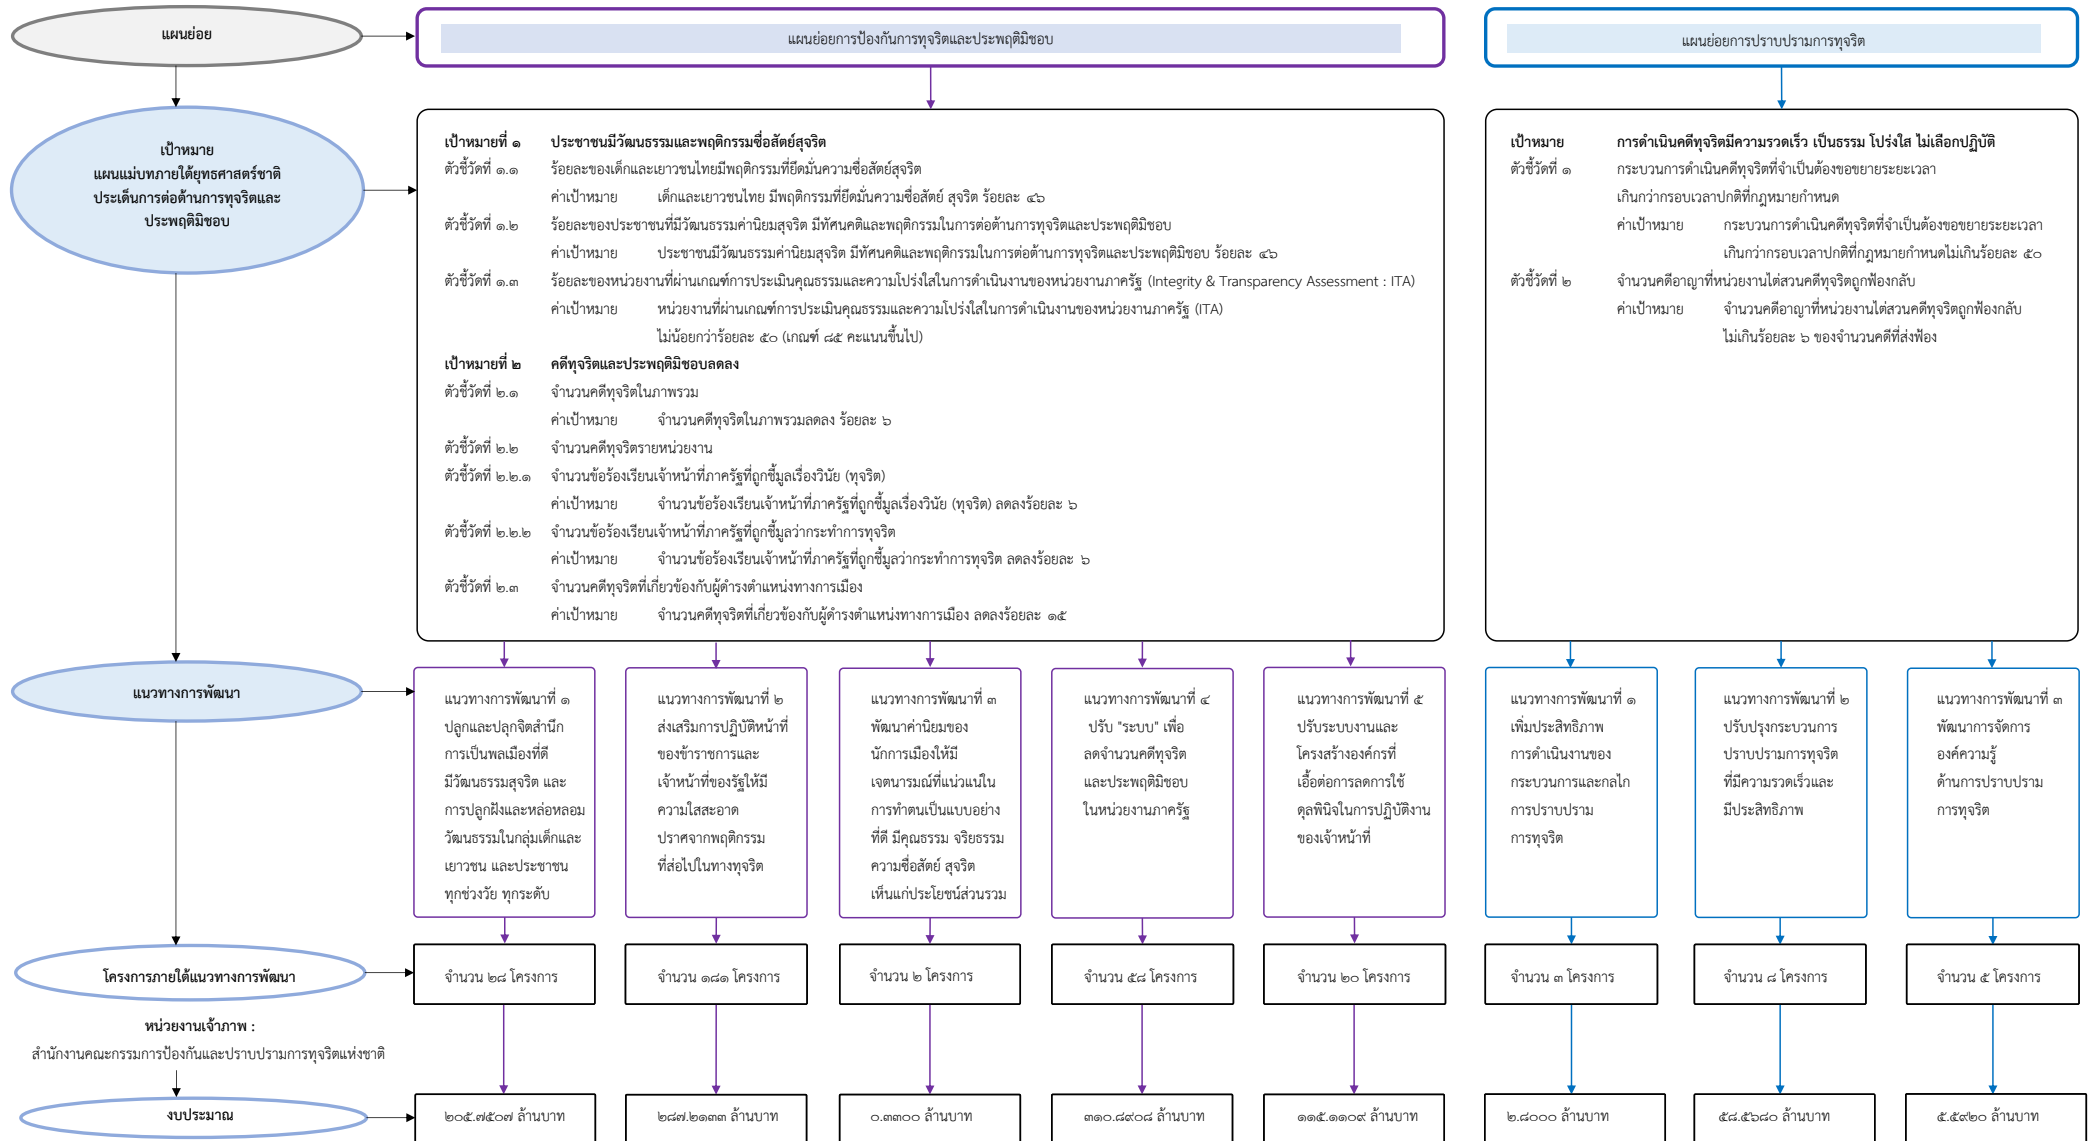 แผนย่อย
แผนย่อยการป้องกันการทุจริตและประพฤติมิชอบ
แผนย่อยการปราบปรามการทุจริต
เป้าหมาย
แผนแม่บทภายใต้ยุทธศาสตร์ชาติ
ประเด็นการต่อต้านการทุจริตและ
ประพฤติมิชอบ
เป้าหมายที่ ๑ ประชาชนมีวัฒนธรรมและพฤติกรรมซื่อสัตย์สุจริต
ตัวชี้วัดที่ ๑.๑ ร้อยละของเด็กและเยาวชนไทยมีพฤติกรรมที่ยึดมั่นความซื่อสัตย์สุจริต
ค่าเป้าหมาย เด็กและเยาวชนไทย มีพฤติกรรมที่ยึดมั่นความซื่อสัตย์ สุจริต ร้อยละ ๔๖
ตัวชี้วัดที่ ๑.๒ ร้อยละของประชาชนที่มีวัฒนธรรมค่านิยมสุจริต มีทัศนคติและพฤติกรรมในการต่อต้านการทุจริตและประพฤติมิชอบ
ค่าเป้าหมาย ประชาชนมีวัฒนธรรมค่านิยมสุจริต มีทัศนคติและพฤติกรรมในการต่อต้านการทุจริตและประพฤติมิชอบ ร้อยละ ๔๖
ตัวชี้วัดที่ ๑.๓ ร้อยละของหน่วยงานที่ผ่านเกณฑ์การประเมินคุณธรรมและความโปร่งใสในการดำเนินงานของหน่วยงานภาครัฐ (Integrity & Transparency Assessment : ITA)
ค่าเป้าหมาย หน่วยงานที่ผ่านเกณฑ์การประเมินคุณธรรมและความโปร่งใสในการดำเนินงานของหน่วยงานภาครัฐ (ITA)
ไม่น้อยกว่าร้อยละ ๕๐ (เกณฑ์ ๘๕ คะแนนขึ้นไป)
เป้าหมายที่ ๒ คดีทุจริตและประพฤติมิชอบลดลง
ตัวชี้วัดที่ ๒.๑ จำนวนคดีทุจริตในภาพรวม
ค่าเป้าหมาย จำนวนคดีทุจริตในภาพรวมลดลง ร้อยละ ๖
ตัวชี้วัดที่ ๒.๒ จำนวนคดีทุจริตรายหน่วยงาน
ตัวชี้วัดที่ ๒.๒.๑ จำนวนข้อร้องเรียนเจ้าหน้าที่ภาครัฐที่ถูกชี้มูลเรื่องวินัย (ทุจริต)
ค่าเป้าหมาย จำนวนข้อร้องเรียนเจ้าหน้าที่ภาครัฐที่ถูกชี้มูลเรื่องวินัย (ทุจริต) ลดลงร้อยละ ๖
ตัวชี้วัดที่ ๒.๒.๒ จำนวนข้อร้องเรียนเจ้าหน้าที่ภาครัฐที่ถูกชี้มูลว่ากระทำการทุจริต
ค่าเป้าหมาย จำนวนข้อร้องเรียนเจ้าหน้าที่ภาครัฐที่ถูกชี้มูลว่ากระทำการทุจริต ลดลงร้อยละ ๖
ตัวชี้วัดที่ ๒.๓ จำนวนคดีทุจริตที่เกี่ยวข้องกับผู้ดำรงตำแหน่งทางการเมือง
ค่าเป้าหมาย จำนวนคดีทุจริตที่เกี่ยวข้องกับผู้ดำรงตำแหน่งทางการเมือง ลดลงร้อยละ ๑๕
เป้าหมาย การดำเนินคดีทุจริตมีความรวดเร็ว เป็นธรรม โปร่งใส ไม่เลือกปฏิบัติ
ตัวชี้วัดที่ ๑ กระบวนการดำเนินคดีทุจริตที่จำเป็นต้องขอขยายระยะเวลา
เกินกว่ากรอบเวลาปกติที่กฎหมายกำหนด
ค่าเป้าหมาย กระบวนการดำเนินคดีทุจริตที่จำเป็นต้องขอขยายระยะเวลา
เกินกว่ากรอบเวลาปกติที่กฎหมายกำหนดไม่เกินร้อยละ ๕๐
ตัวชี้วัดที่ ๒ จำนวนคดีอาญาที่หน่วยงานไต่สวนคดีทุจริตถูกฟ้องกลับ
ค่าเป้าหมาย จำนวนคดีอาญาที่หน่วยงานไต่สวนคดีทุจริตถูกฟ้องกลับ
ไม่เกินร้อยละ ๖ ของจำนวนคดีที่ส่งฟ้อง
แนวทางการพัฒนา
แนวทางการพัฒนาที่ ๑
ปลูกและปลุกจิตสำนึก
การเป็นพลเมืองที่ดี
มีวัฒนธรรมสุจริต และ
การปลูกฝังและหล่อหลอม
วัฒนธรรมในกลุ่มเด็กและ
เยาวชน และประชาชน
ทุกช่วงวัย ทุกระดับ
แนวทางการพัฒนาที่ ๒
ส่งเสริมการปฏิบัติหน้าที่
ของข้าราชการและ
เจ้าหน้าที่ของรัฐให้มี
ความใสสะอาด
ปราศจากพฤติกรรม
ที่ส่อไปในทางทุจริต
แนวทางการพัฒนาที่ ๓
พัฒนาค่านิยมของ
นักการเมืองให้มี
เจตนารมณ์ที่แน่วแน่ใน
การทำตนเป็นแบบอย่าง
ที่ดี มีคุณธรรม จริยธรรม
ความซื่อสัตย์ สุจริต
เห็นแก่ประโยชน์ส่วนรวม
แนวทางการพัฒนาที่ ๔
ปรับ "ระบบ" เพื่อ
ลดจำนวนคดีทุจริต
และประพฤติมิชอบ
ในหน่วยงานภาครัฐ
แนวทางการพัฒนาที่ ๕
ปรับระบบงานและ
โครงสร้างองค์กรที่
เอื้อต่อการลดการใช้
ดุลพินิจในการปฏิบัติงาน
ของเจ้าหน้าที่
แนวทางการพัฒนาที่ ๑
เพิ่มประสิทธิภาพ
การดำเนินงานของ
กระบวนการและกลไก
การปราบปราม
การทุจริต
แนวทางการพัฒนาที่ ๒
ปรับปรุงกระบวนการ
ปราบปรามการทุจริต
ที่มีความรวดเร็วและ
มีประสิทธิภาพ
แนวทางการพัฒนาที่ ๓
พัฒนาการจัดการ
องค์ความรู้
ด้านการปราบปราม
การทุจริต
โครงการภายใต้แนวทางการพัฒนา
จำนวน ๒๘ โครงการ
จำนวน ๑๘๑ โครงการ
จำนวน ๒ โครงการ
จำนวน ๕๘ โครงการ
จำนวน ๒๐ โครงการ
จำนวน ๓ โครงการ
จำนวน ๘ โครงการ
จำนวน ๕ โครงการ
หน่วยงานเจ้าภาพ :
สำนักงานคณะกรรมการป้องกันและปราบปรามการทุจริตแห่งชาติ
งบประมาณ
๒๐๕.๗๕๐๗ ล้านบาท
๒๘๗.๒๑๓๓ ล้านบาท
๐.๓๓๐๐ ล้านบาท
๓๑๐.๘๙๐๘ ล้านบาท
๑๑๕.๑๑๐๙ ล้านบาท
๒.๘๐๐๐ ล้านบาท
๕๘.๕๖๘๐ ล้านบาท
๕.๕๙๒๐ ล้านบาท